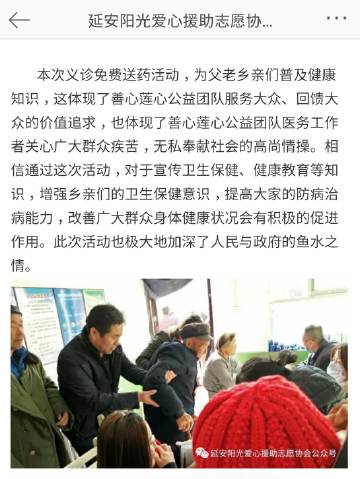 延安阳光爱心援助志愿协...
本次义诊免费送药活动，为父老乡亲们普及健康
知识，这体现了善心莲心公益团队服务大众、回馈大
众的价值追求，也体现了善心莲心公益团队医务工作
者关心广大群众疾苦，无私奉献社会的高尚情操。相
信通过这次活动，对于宣传卫生保健、健康教育等知
识，增强乡亲们的卫生保健意识，提高大家的防病治
病能力，改善广大群众身体健康状况会有积极的促进
作用。此次活动也极大地加深了人民与政府的鱼水之
情。
延安阳光爱心援助志愿协会公众号